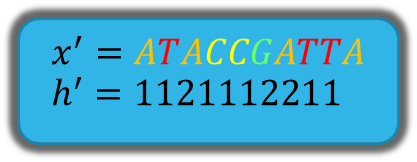 x′ = ATACCGATTA
h′ = 1121112211